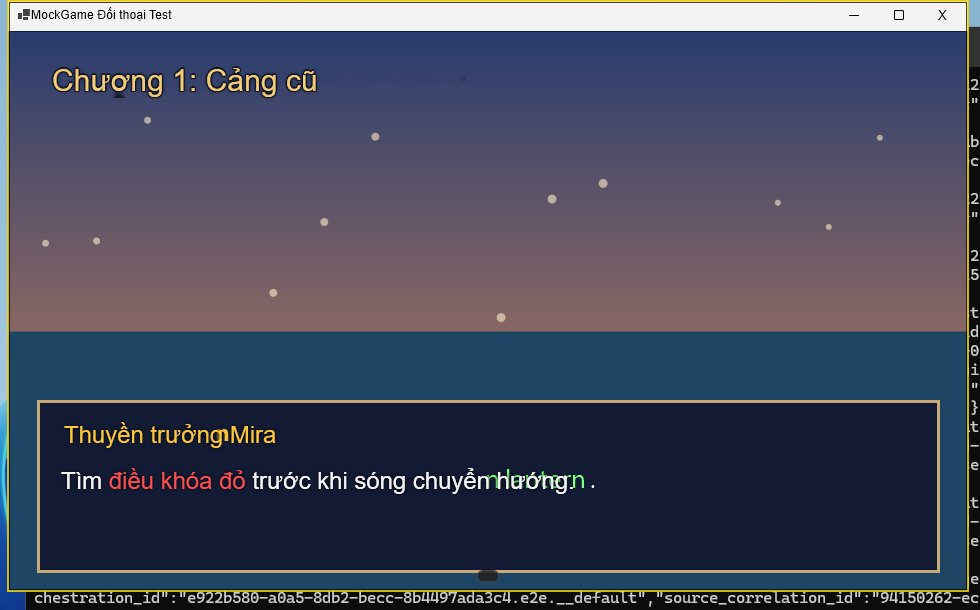 MockGame Đối thoại Test
Chương 1: Cảng cũ
Thuyền trưởng Mira
Tìm điều khóa đỏ trước khi sóng chuyển hướng. .
chestration_id":"e922b580-a0a5-8db2-becc-8b4497ada3c4.e2e.__default","source_correlation_id":"94150262-e